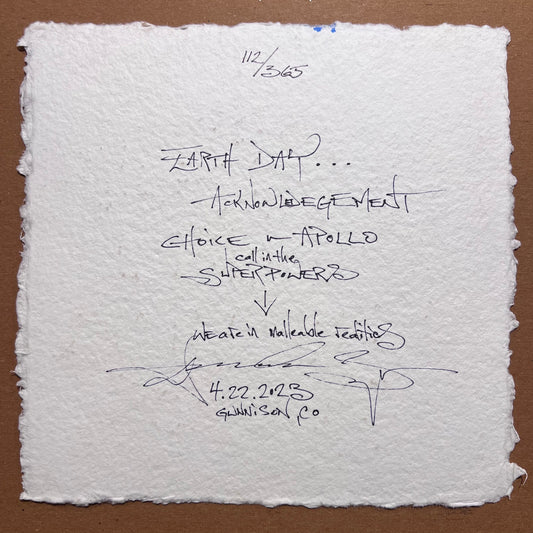 112/365
EARTH DAY...
ACKNOWLEDEGEMENT
CHOICE ~ APOLLO
call in the
SUPERPOWERS
↓
we are in malleable realities
4.22.2023
GUNNISON, CO